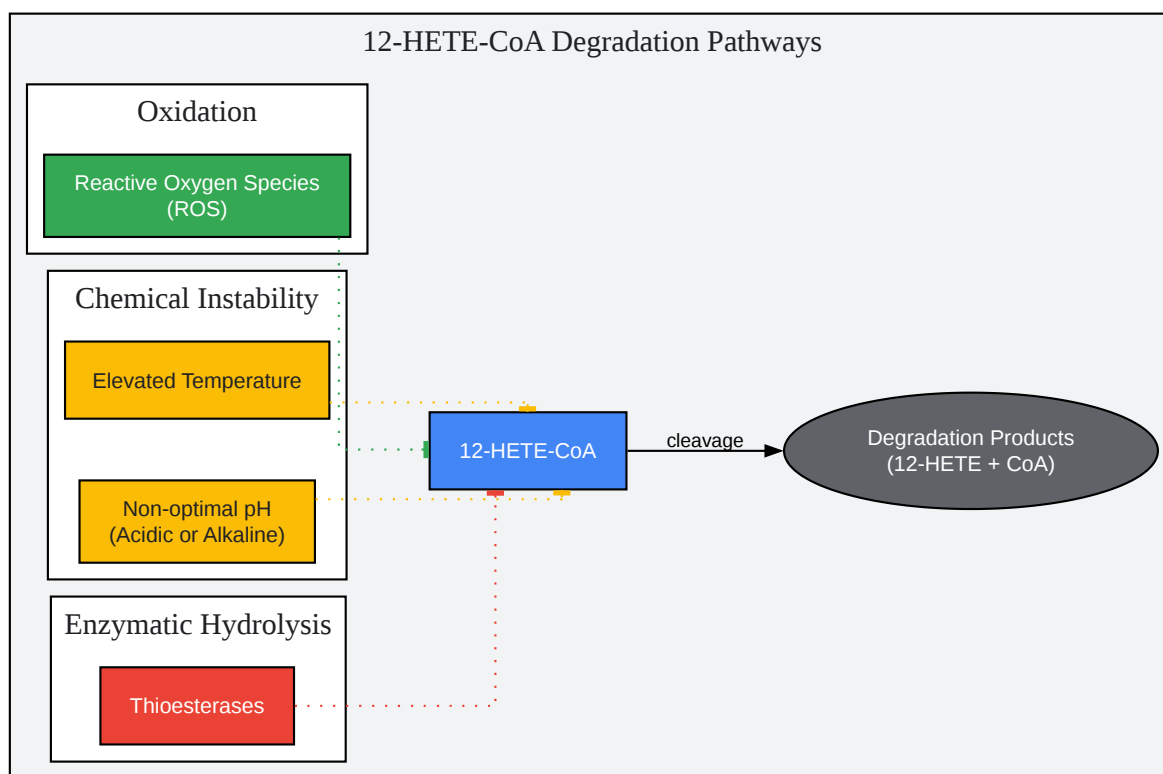 12-HETE-CoA Degradation Pathways
Oxidation
Reactive Oxygen Species
(ROS)
Chemical Instability
Elevated Temperature
Non-optimal pH
(Acidic or Alkaline)
Enzymatic Hydrolysis
Thioesterases
12-HETE-CoA
cleavage
Degradation Products
(12-HETE + CoA)